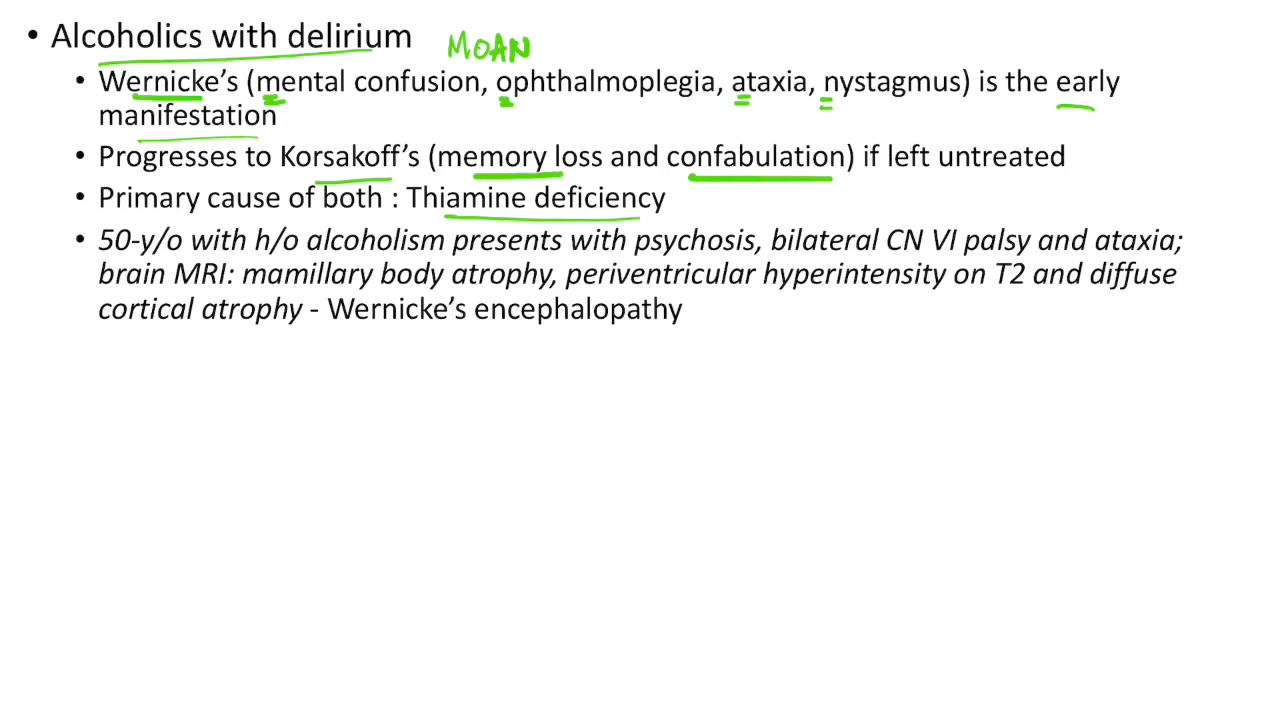 • Alcoholics with delirium MOAN
• Wernicke’s (mental confusion, ophthalmoplegia, ataxia, nystagmus) is the early
manifestation
• Progresses to Korsakoff’s (memory loss and confabulation) if left untreated
• Primary cause of both : Thiamine deficiency
• 50-y/o with h/o alcoholism presents with psychosis, bilateral CN VI palsy and ataxia;
brain MRI: mamillary body atrophy, periventricular hyperintensity on T2 and diffuse
cortical atrophy - Wernicke’s encephalopathy